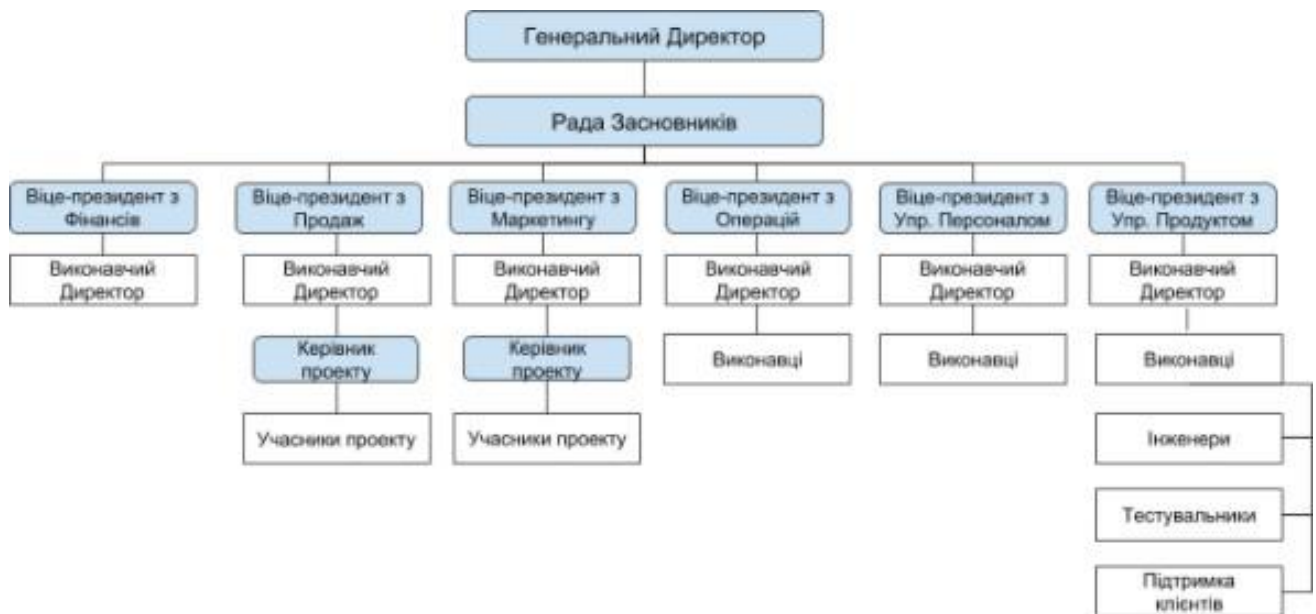 Генеральний Директор
Рада Засновників
Віце-президент з
Фінансів
Віце-президент з
Продаж
Віце-президент з
Маркетингу
Віце-президент з
Операцій
Віце-президент з
Упр. Персоналом
Віце-президент з
Упр. Продуктом
Виконавчий
Директор
Виконавчий
Директор
Виконавчий
Директор
Виконавчий
Директор
Виконавчий
Директор
Виконавчий
Директор
Керівник
проекту
Керівник
проекту
Виконавці
Виконавці
Виконавці
Учасники проекту
Учасники проекту
Інженери
Тестувальники
Підтримка
клієнтів